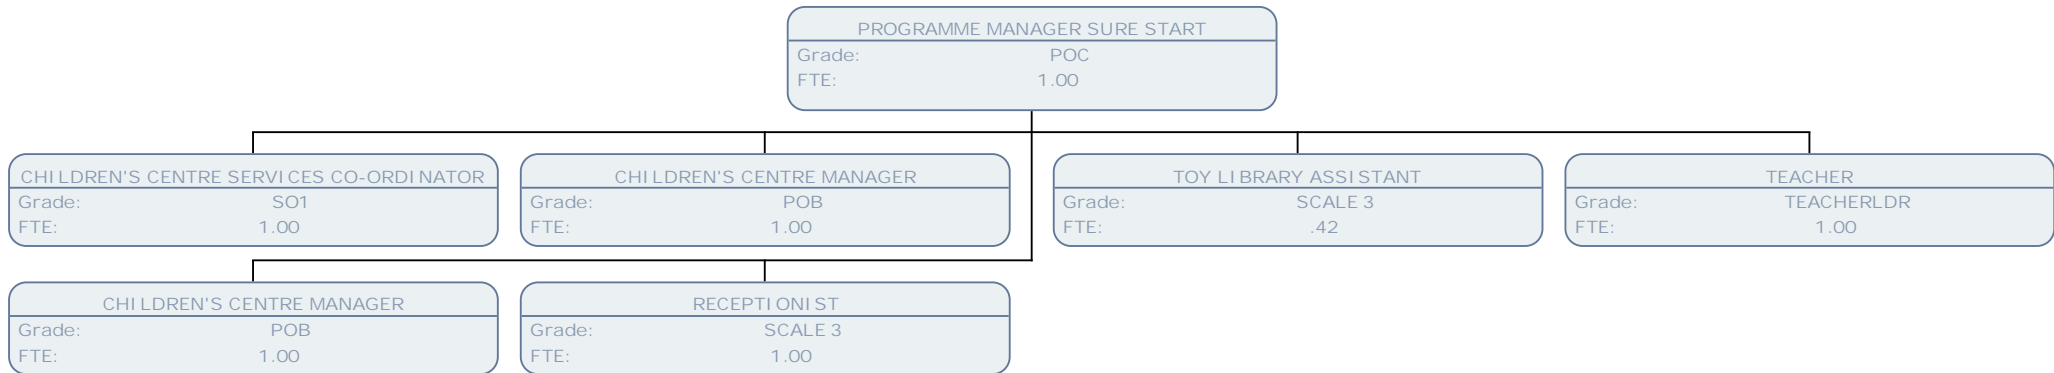 PROGRAMME MANAGER SURE START
Grade: POC
FTE: 1.00
CHILDREN'S CENTRE SERVICES CO-ORDINATOR
Grade: SO1
FTE: 1.00
CHILDREN'S CENTRE MANAGER
Grade: POB
FTE: 1.00
TOY LIBRARY ASSISTANT
Grade: SCALE 3
FTE: .42
TEACHER
Grade: TEACHERLDR
FTE: 1.00
CHILDREN'S CENTRE MANAGER
Grade: POB
FTE: 1.00
RECEPTIONIST
Grade: SCALE 3
FTE: 1.00